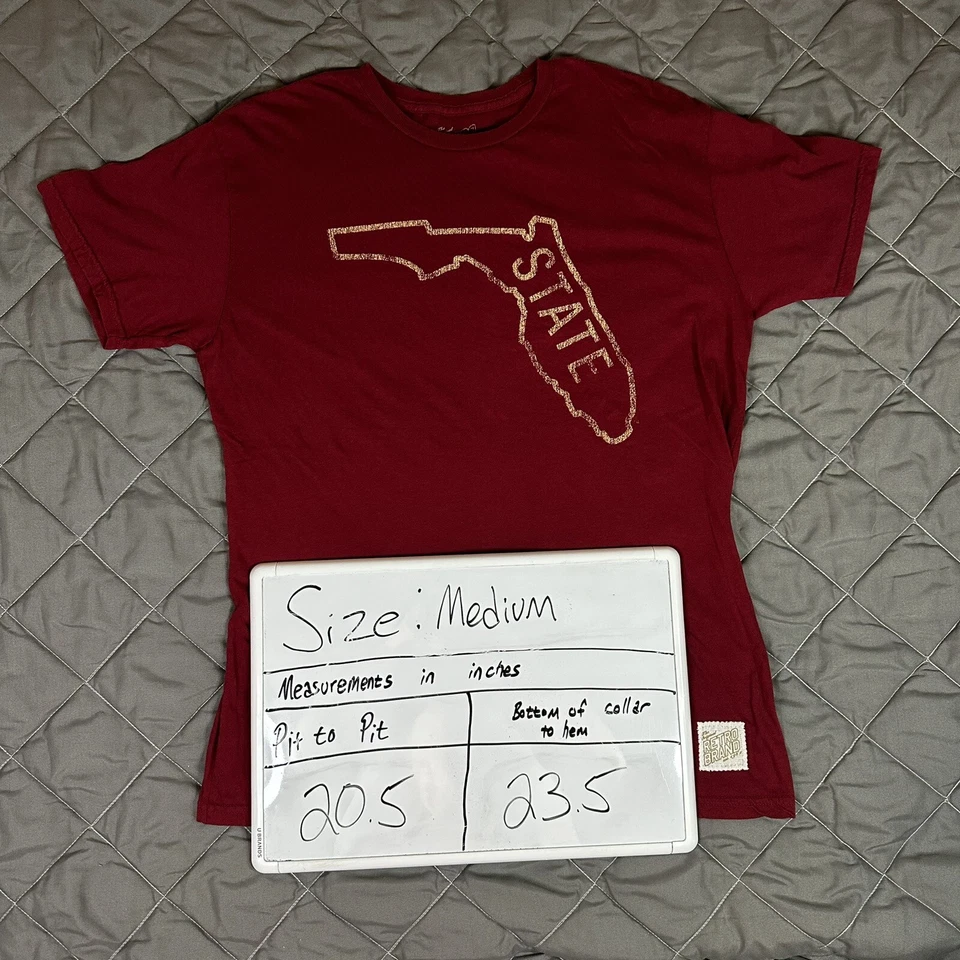 STATE
Size: Medium
Measurements in inches
Pit to Pit
Bottom of collar
to hem
20.5
23.5
RETRO
BRAND
U BRANDS